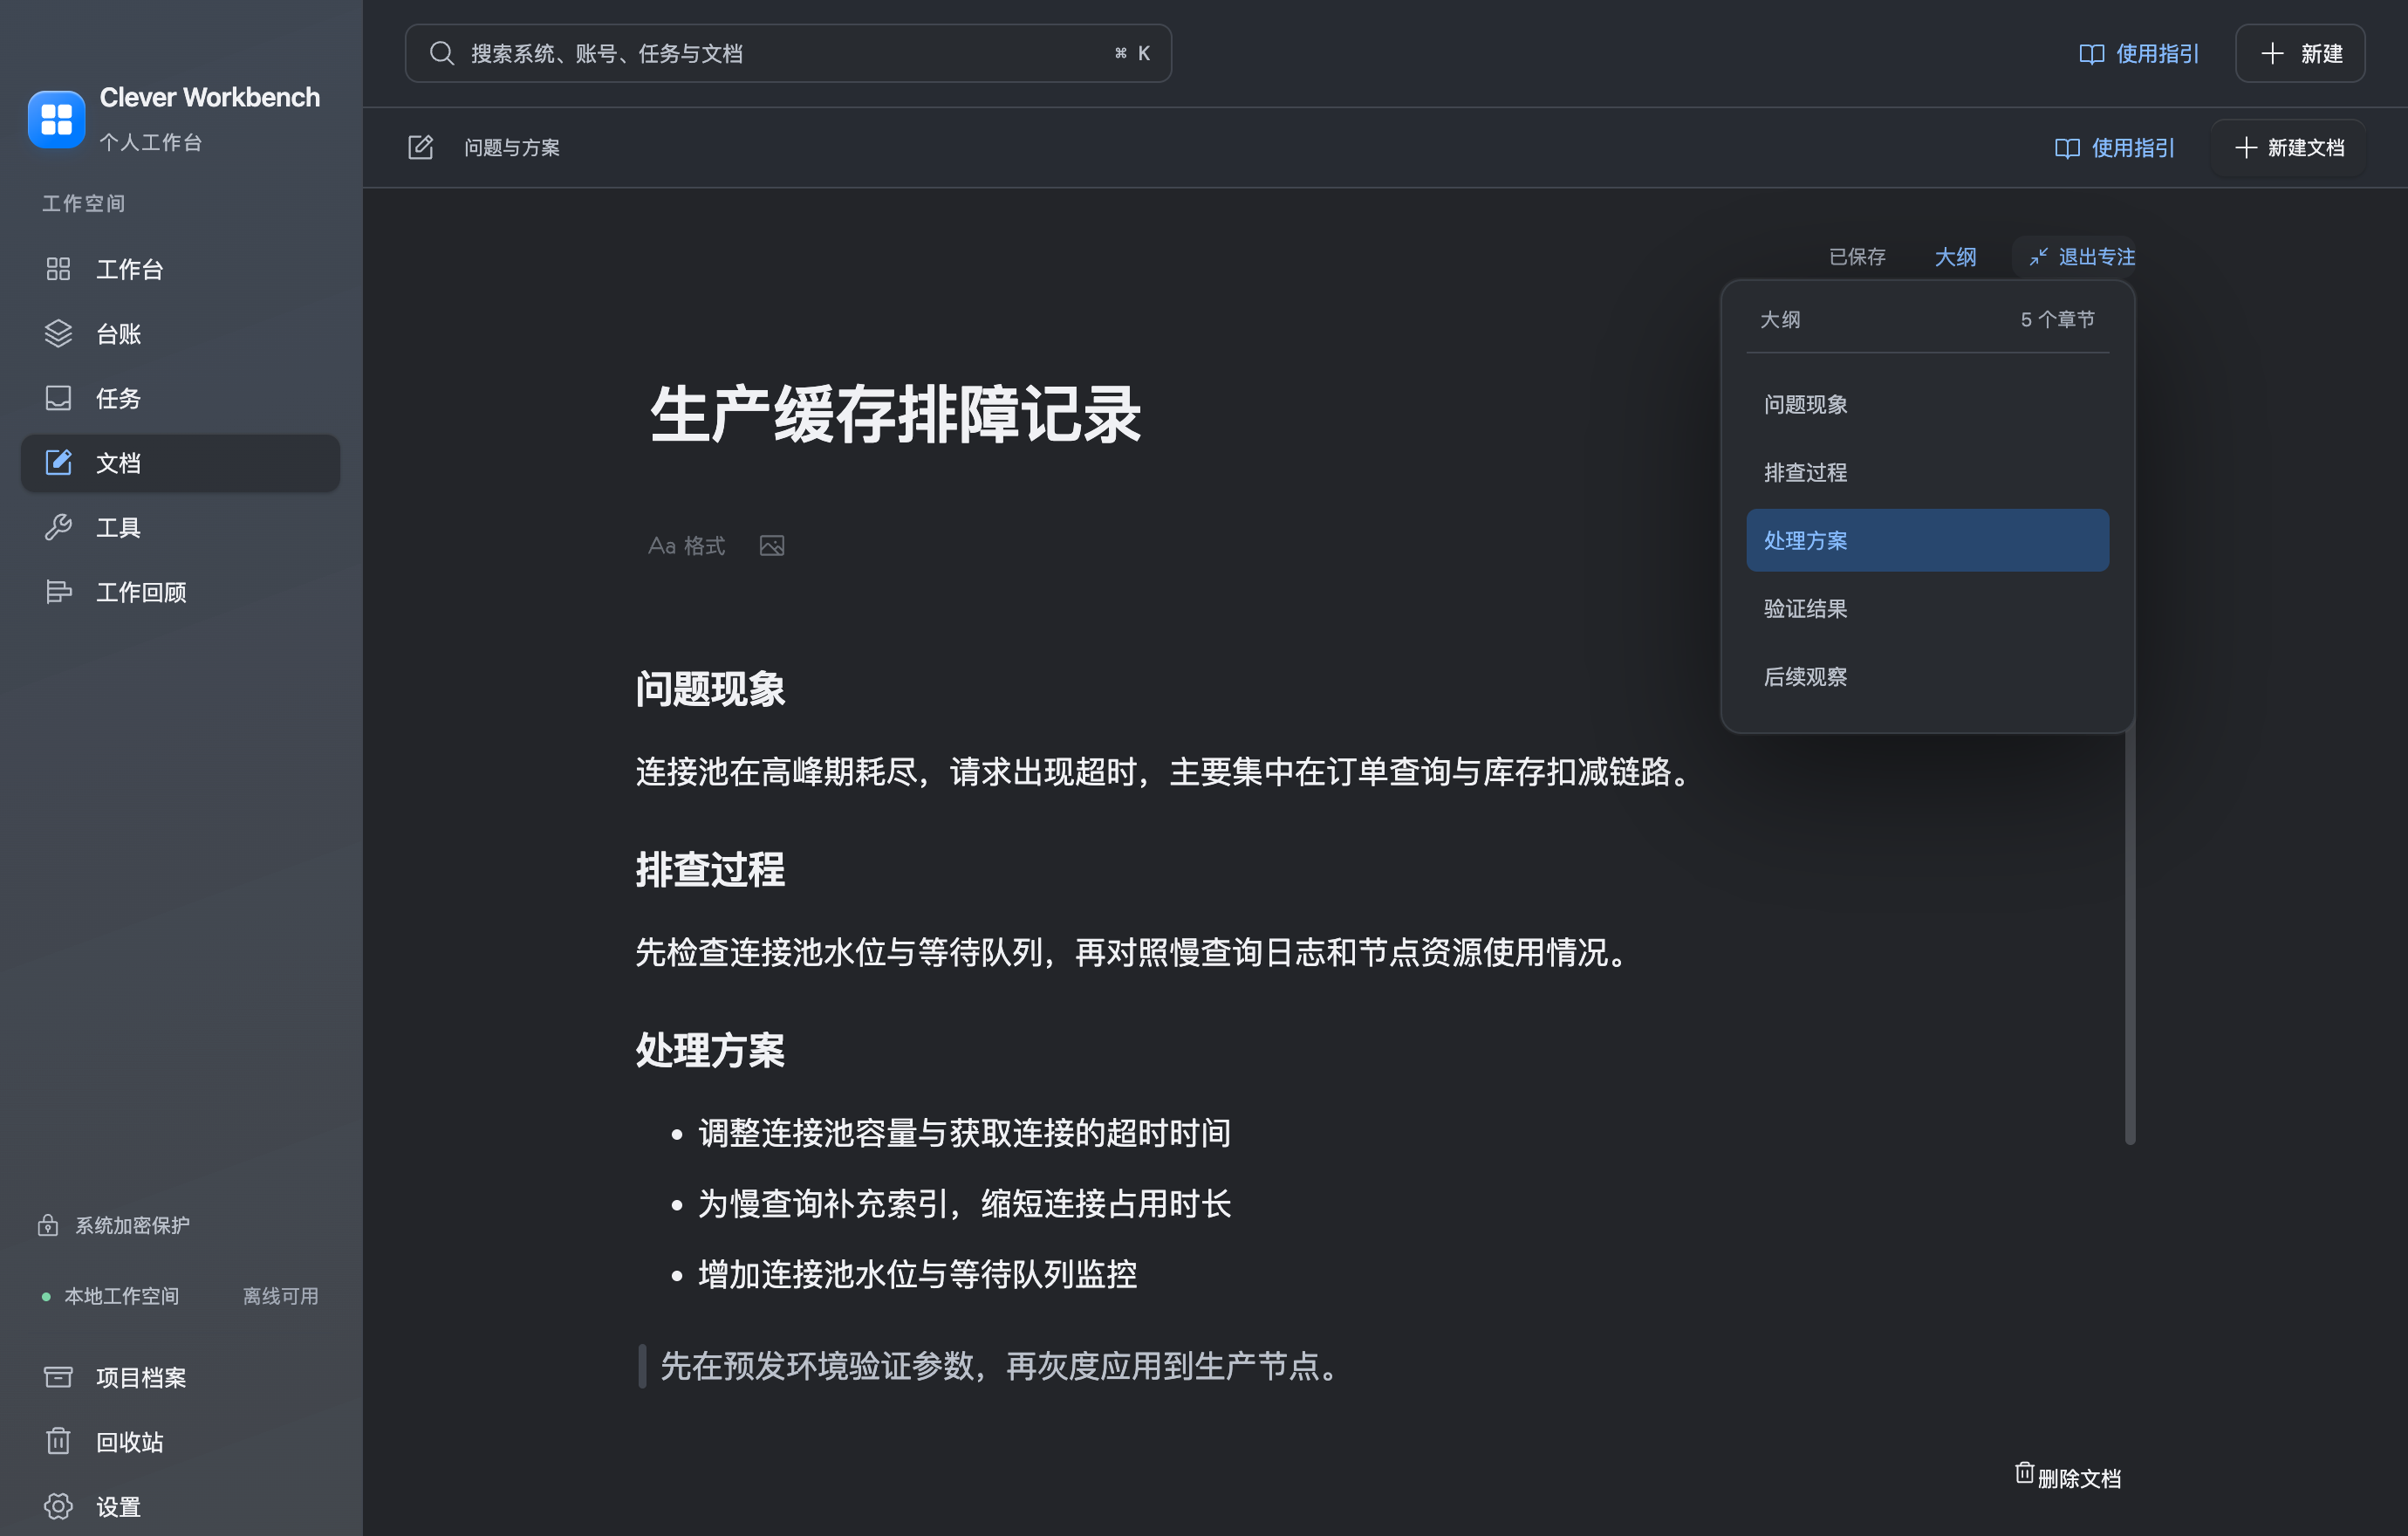 Clever Workbench
个人工作台
工作空间
工作台
台账
任务
文档
工具
工作回顾
系统加密保护
本地工作空间 离线可用
项目档案
回收站
设置
搜索系统、账号、任务与文档 ⌘ K
使用指引
新建
问题与方案
使用指引
新建文档
已保存 大纲 退出专注
大纲 5 个章节
问题现象
排查过程
处理方案
验证结果
后续观察
生产缓存排障记录
Aa 格式
问题现象
连接池在高峰期耗尽，请求出现超时，主要集中在订单查询与库存扣减链路。
排查过程
先检查连接池水位与等待队列，再对照慢查询日志和节点资源使用情况。
处理方案
• 调整连接池容量与获取连接的超时时间
• 为慢查询补充索引，缩短连接占用时长
• 增加连接池水位与等待队列监控
先在预发环境验证参数，再灰度应用到生产节点。
删除文档